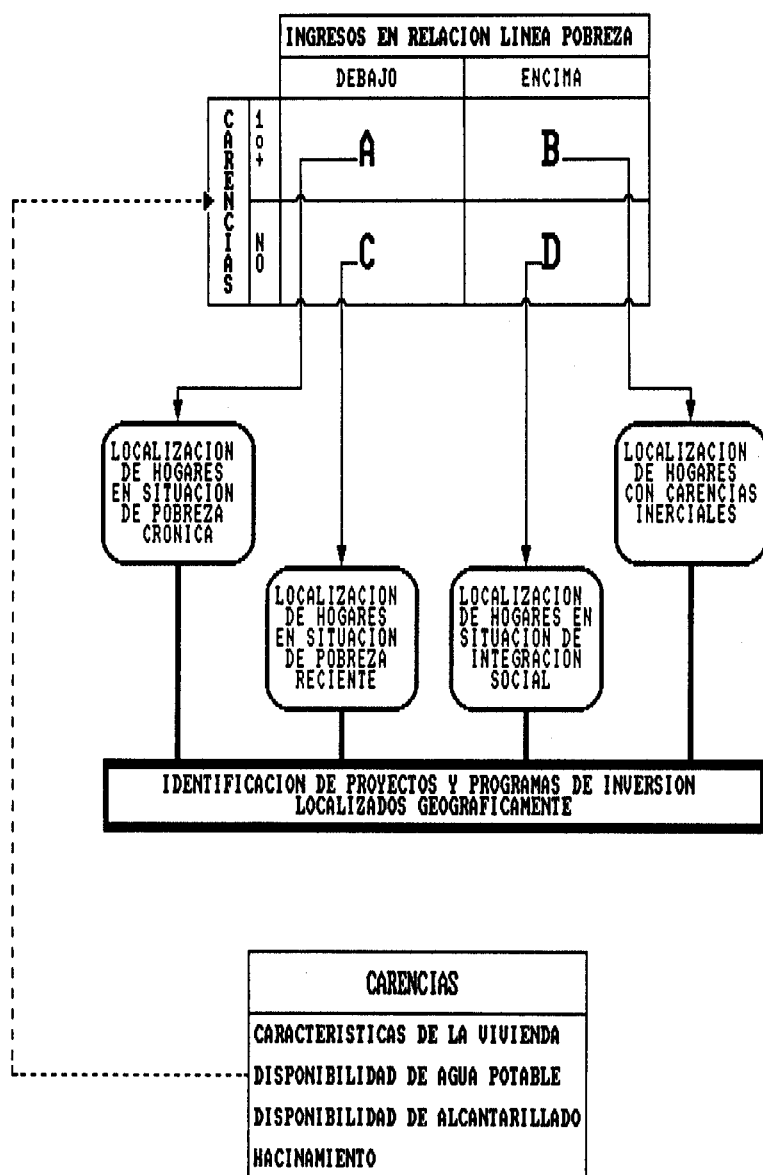 INGRESOS EN RELACION LINEA POBREZA
DEBAJO ENCIMA
CARENCIAS
1 o +
A B
NO
C D
LOCALIZACION
DE HOGARES
EN SITUACION
DE POBREZA
CRONICA
LOCALIZACION
DE HOGARES
CON CARENCIAS
INERCIALES
LOCALIZACION
DE HOGARES
EN SITUACION
DE POBREZA
RECIENTE
LOCALIZACION
DE HOGARES EN
SITUACION DE
INTEGRACION
SOCIAL
IDENTIFICACION DE PROYECTOS Y PROGRAMAS DE INVERSION
LOCALIZADOS GEOGRAFICAMENTE
CARENCIAS
CARACTERISTICAS DE LA VIVIENDA
DISPONIBILIDAD DE AGUA POTABLE
DISPONIBILIDAD DE ALCANTARILLADO
HACINAMIENTO